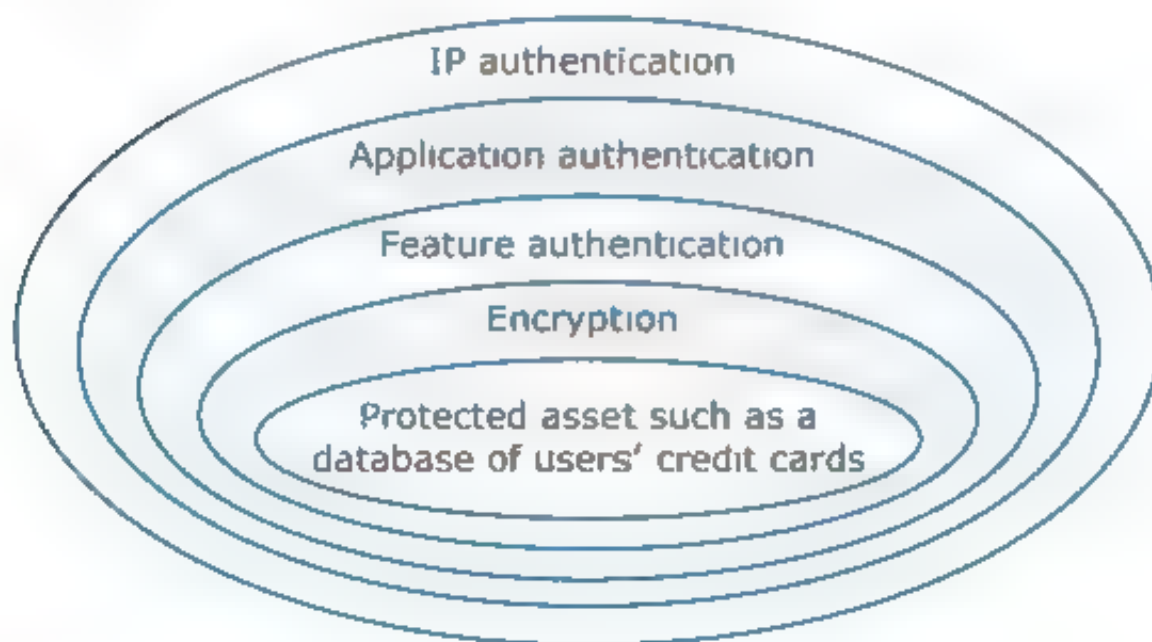 IP authentication
Application authentication
Feature authentication
Encryption
Protected asset such as a
database of users’ credit cards